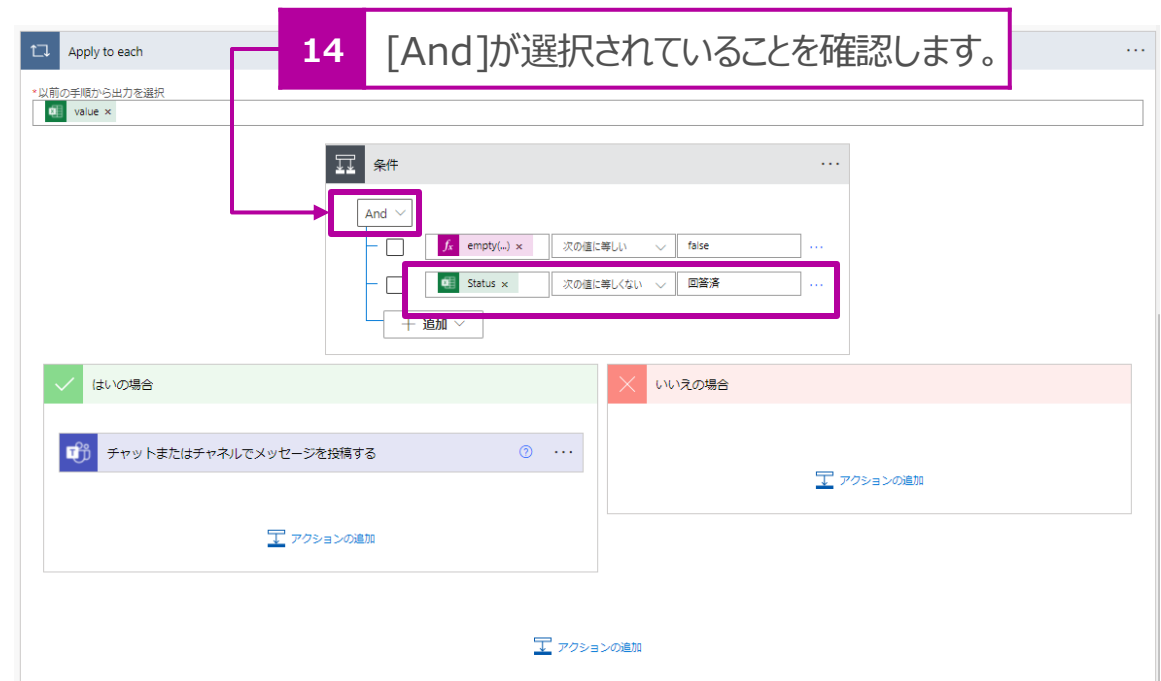 14 [And]が選択されていることを確認します。
Apply to each ...
*以前の手順から出力を選択
value ×
条件 ...
And
fx empty(...) × 次の値に等しい false ...
Status × 次の値に等しくない 回答済 ...
+ 追加
はいの場合
いいえの場合
チャットまたはチャネルでメッセージを投稿する ? ...
アクションの追加
アクションの追加
アクションの追加